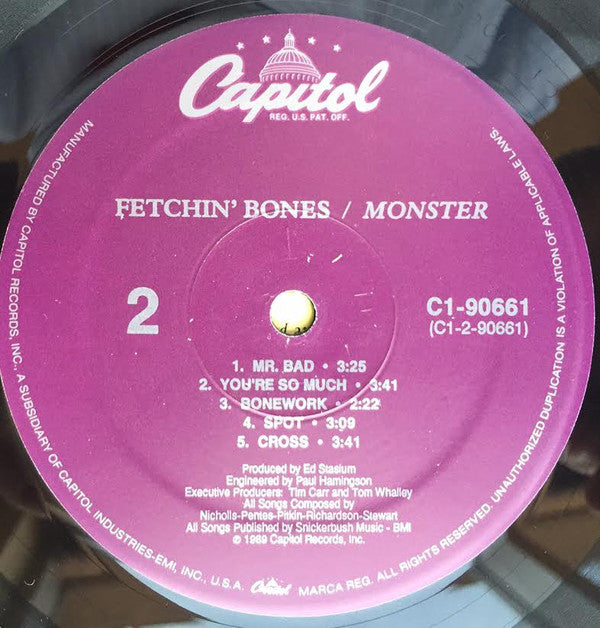 Capitol
REG. U.S. PAT. OFF.
FETCHIN' BONES / MONSTER
2
C1-90661
(C1-2-90661)
1. MR. BAD • 3:25
2. YOU'RE SO MUCH • 3:41
3. BONEWORK • 2:22
4. SPOT • 3:09
5. CROSS • 3:41
Produced by Ed Stasium
Engineered by Paul Hamingson
Executive Producers: Tim Carr and Tom Whalley
All Songs Composed by
Nicholls-Pentes-Pitkin-Richardson-Stewart
All Songs Published by Snickerbush Music - BMI
© 1989 Capitol Records, Inc.
MANUFACTURED BY CAPITOL RECORDS, INC., A SUBSIDIARY OF CAPITOL INDUSTRIES-EMI, INC., U.S.A. Capitol MARCA REG. ALL RIGHTS RESERVED. UNAUTHORIZED DUPLICATION IS A VIOLATION OF APPLICABLE LAWS.